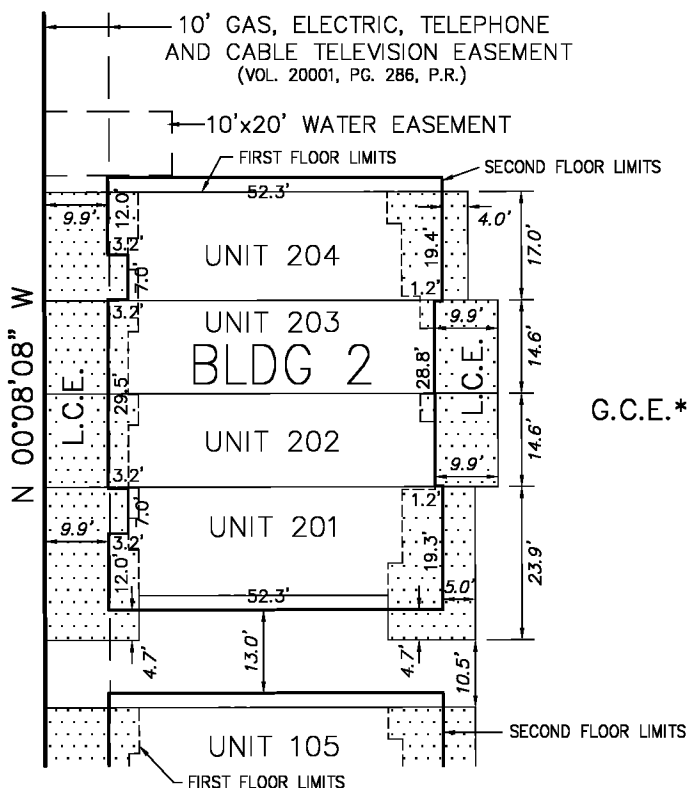 10' GAS, ELECTRIC, TELEPHONE
AND CABLE TELEVISION EASEMENT
(VOL. 20001, PG. 286, P.R.)
10'x20' WATER EASEMENT
FIRST FLOOR LIMITS
SECOND FLOOR LIMITS
52.3'
9.9'
12.0'
4.0'
3.2'
UNIT 204
19.4'
17.0'
7.0'
1.2'
3.2'
UNIT 203
9.9'
N 00°08'08" W
L.C.E.
BLDG 2
28.8'
L.C.E.
14.6'
29.5'
G.C.E.*
UNIT 202
14.6'
3.2'
9.9'
1.2'
7.0'
9.9'
3.2'
UNIT 201
12.0'
19.3'
23.9'
52.3'
5.0'
4.7'
13.0'
4.7'
10.5'
UNIT 105
SECOND FLOOR LIMITS
FIRST FLOOR LIMITS